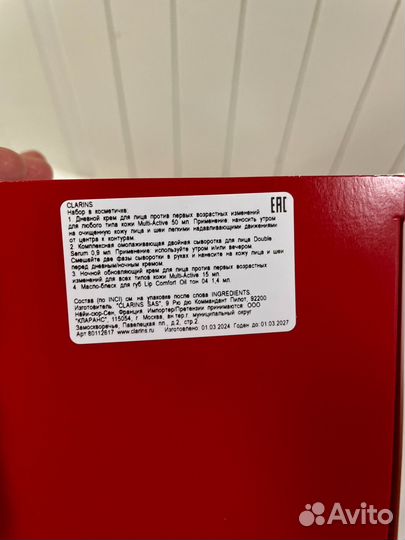 CLARINS
EAC
Набор в косметичке:
1. Дневной крем для лица против первых возрастных изменений
для любого типа кожи Multi-Active 50 мл. Применение: наносить утром
на очищенную кожу лица и шеи легкими надавливающими движениями
от центра к контурам.
2. Комплексная омолаживающая двойная сыворотка для лица Double
Serum 0,9 мл. Применение: используйте утром и/или вечером.
Смешайте две фазы сыворотки в руках и нанесите на кожу лица и шеи
перед дневным/ночным кремом.
3. Ночной обновляющий крем для лица против первых возрастных
изменений для всех типов кожи Multi-Active 15 мл.
4. Масло-блеск для губ Lip Comfort Oil тон 04 1,4 мл.
Состав (по INCI) см на упаковке после слова INGREDIENTS.
Изготовитель "CLARINS SAS", 9 Рю дю Коммандант Пилот, 92200
Нёйи-сюр-Сен, Франция. Импортер/Претензии принимаются: ООО
"КЛАРАНС", 115054, г. Москва, вн.тер.г. муниципальный округ
Замоскворечье, Павелецкая пл., д.2, стр.2.
Арт 80112617 www.clarins.ru Изготовлено: 01.03.2024 Годен до: 01.03.2027
Avito